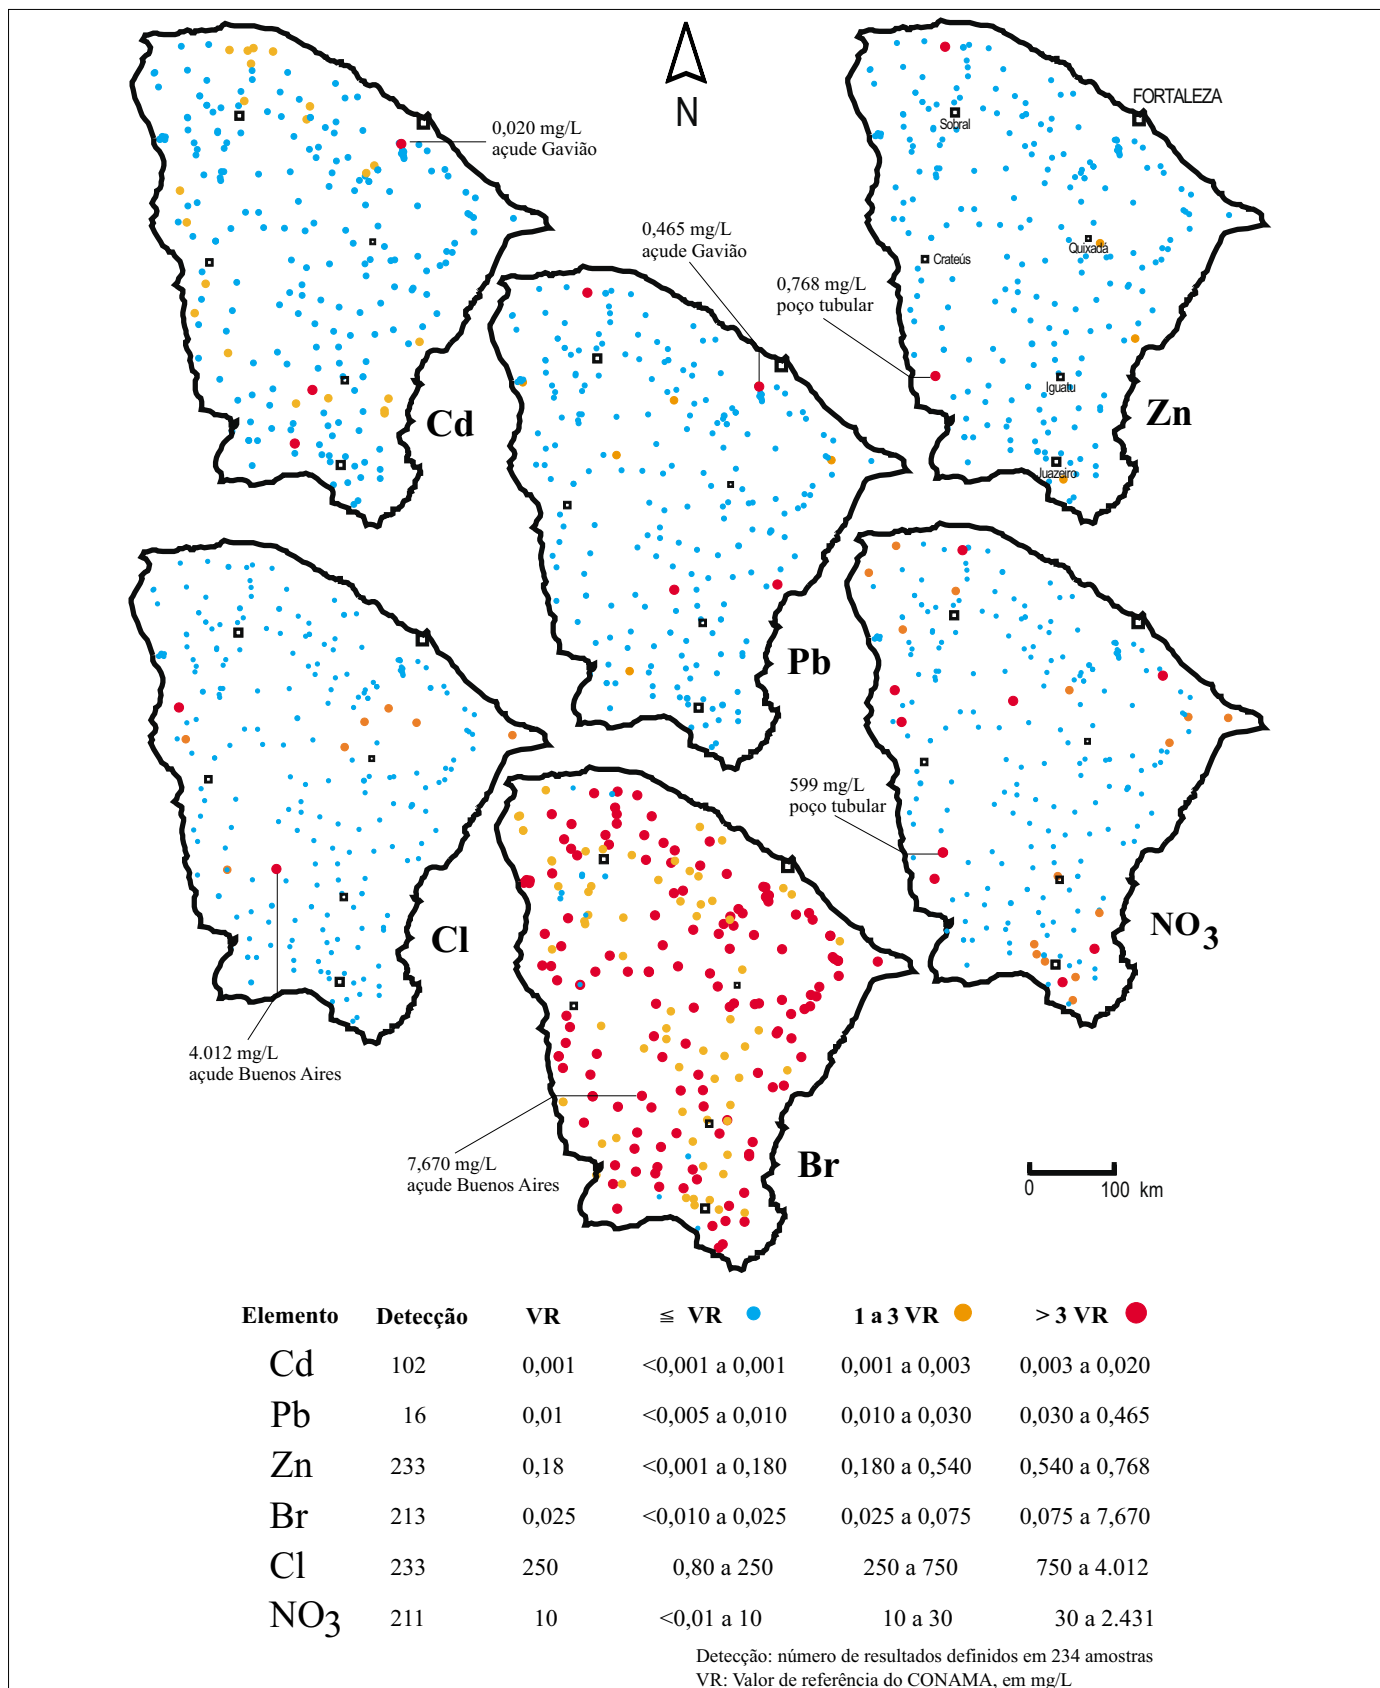 N
FORTALEZA
Sobral
0,020 mg/L
açude Gavião
0,465 mg/L
açude Gavião
Quixadá
Crateús
0,768 mg/L
poço tubular
Iguatu
Cd
Zn
Juazeiro
Pb
599 mg/L
poço tubular
Cl
NO3
4.012 mg/L
açude Buenos Aires
7,670 mg/L
açude Buenos Aires
Br
0 100 km
Elemento Detecção VR ≦ VR 1 a 3 VR > 3 VR
Cd 102 0,001 <0,001 a 0,001 0,001 a 0,003 0,003 a 0,020
Pb 16 0,01 <0,005 a 0,010 0,010 a 0,030 0,030 a 0,465
Zn 233 0,18 <0,001 a 0,180 0,180 a 0,540 0,540 a 0,768
Br 213 0,025 <0,010 a 0,025 0,025 a 0,075 0,075 a 7,670
Cl 233 250 0,80 a 250 250 a 750 750 a 4.012
NO3 211 10 <0,01 a 10 10 a 30 30 a 2.431
Detecção: número de resultados definidos em 234 amostras
VR: Valor de referência do CONAMA, em mg/L